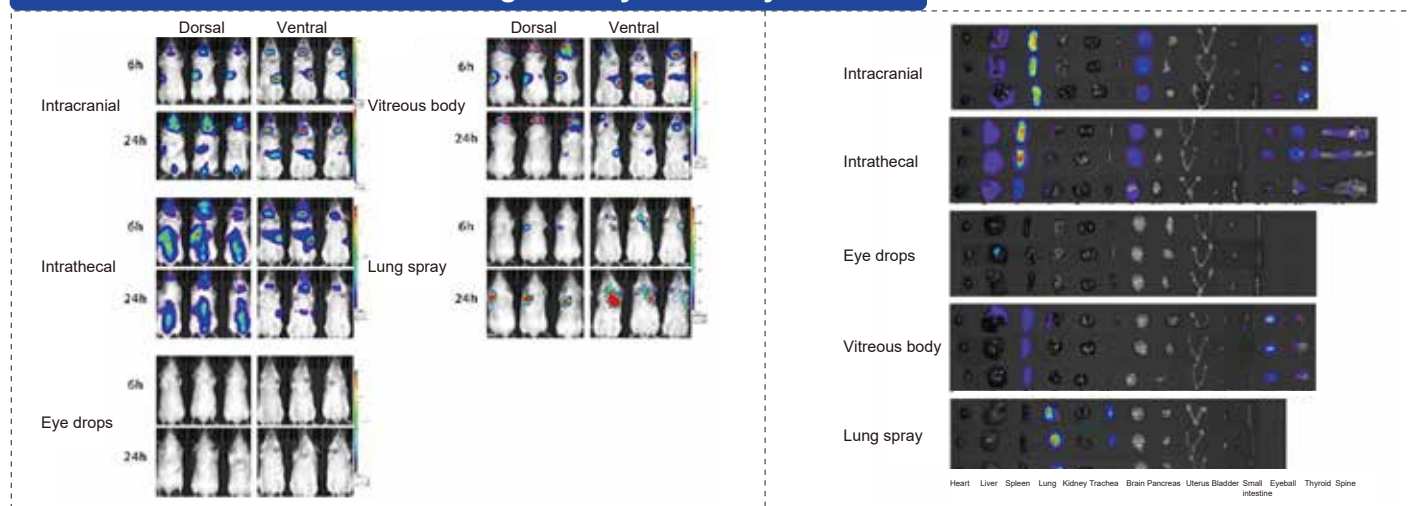 Dorsal Ventral
6h
Intracranial
24h
6h
Intrathecal
24h
6h
Eye drops
24h
Dorsal Ventral
6h
Vitreous body
24h
6h
Lung spray
24h
Intracranial
Intrathecal
Eye drops
Vitreous body
Lung spray
Heart Liver Spleen Lung Kidney Trachea Brain Pancreas Uterus Bladder Small Eyeball Thyroid Spine
intestine